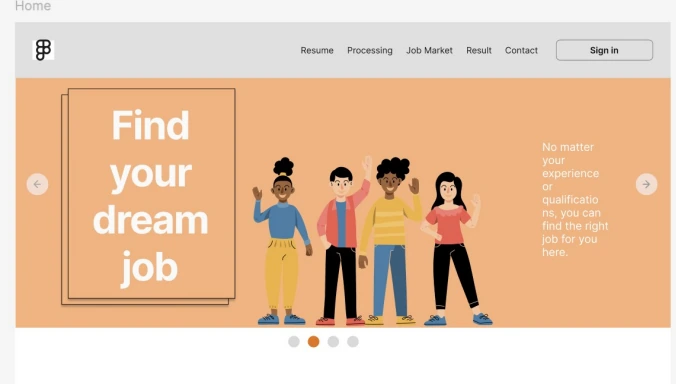 Home
Resume Processing Job Market Result Contact Sign in
Find
your
dream
job
No matter
your
experience
or
qualificatio
ns, you can
find the right
job for you
here.